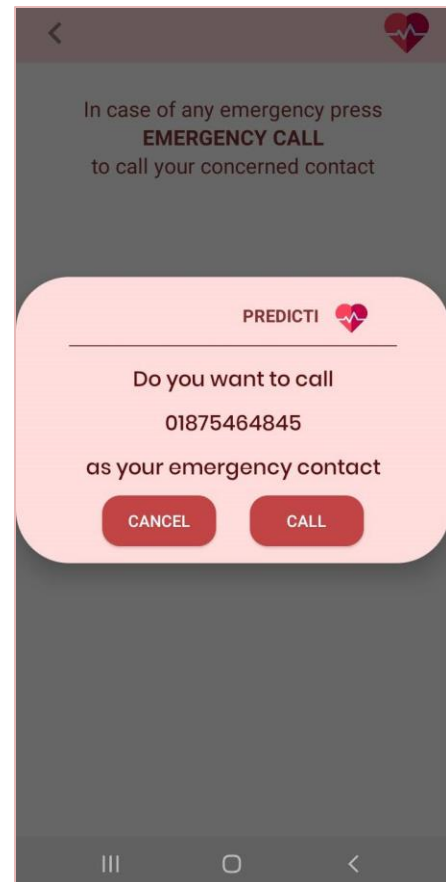 In case of any emergency press
EMERGENCY CALL
to call your concerned contact
PREDICTI
Do you want to call
01875464845
as your emergency contact
CANCEL CALL